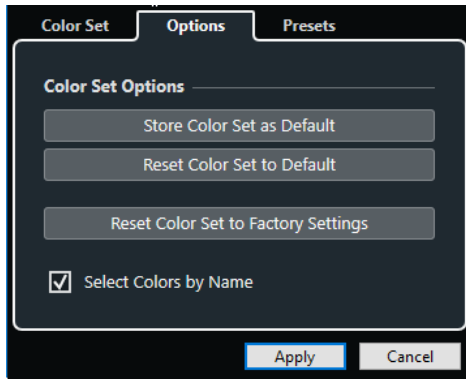 Color Set Options Presets
Color Set Options
Store Color Set as Default
Reset Color Set to Default
Reset Color Set to Factory Settings
Select Colors by Name
Apply Cancel